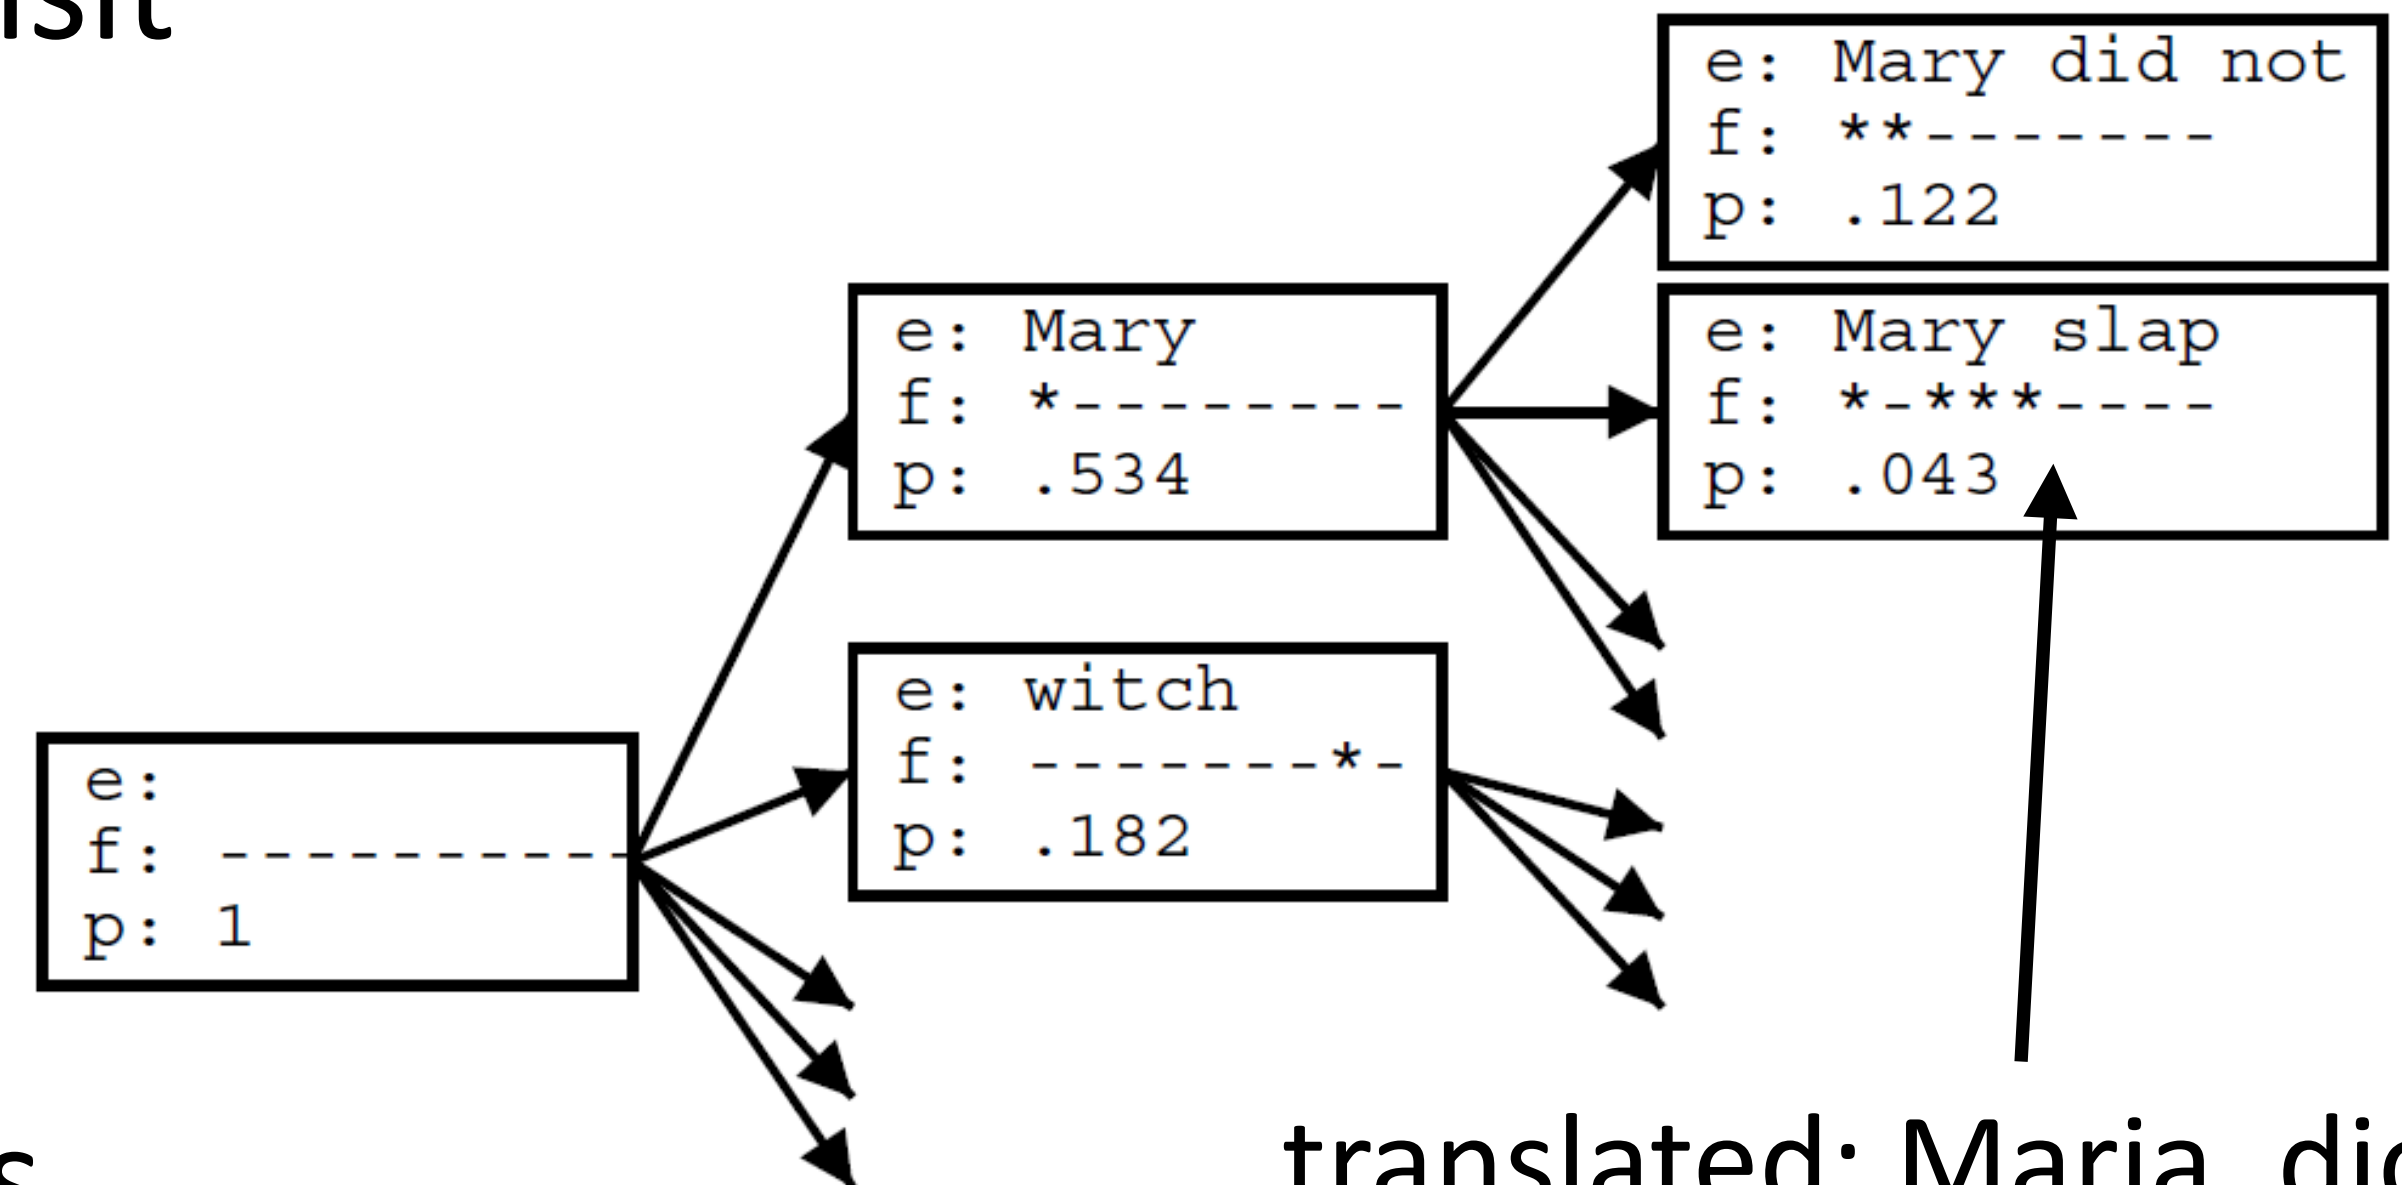 e: Mary did not
f: **-------
p: .122
e: Mary
f: *--------
p: .534
e: Mary slap
f: *-***----
p: .043
e: witch
f: -------*-
p: .182
e:
f: ----------
p: 1
translated: Maria